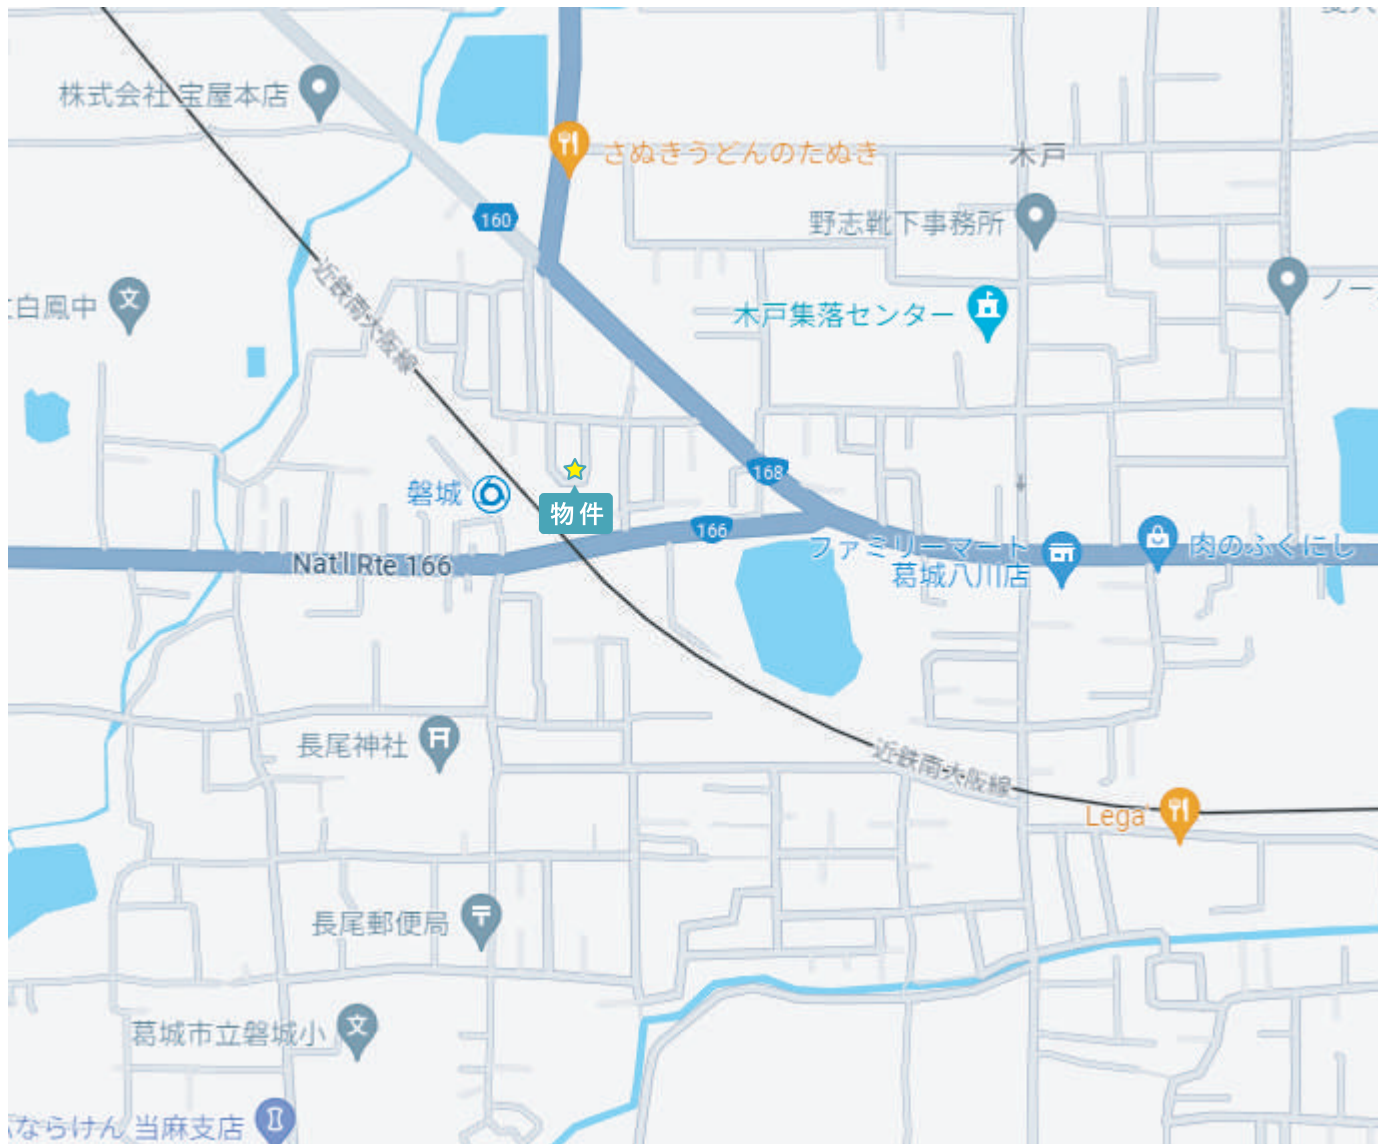 株式会社 宝屋本店
さぬきうどんのたぬき
木戸
160
野志靴下事務所
近鉄南大阪線
白鳳中
木戸集落センター
168
磐城
物件
166
Nat'l Rte 166
ファミリーマート
葛城八川店
肉のふくにし
長尾神社
近鉄南大阪線
Lega
長尾郵便局
葛城市立磐城小
ならけん 当麻支店